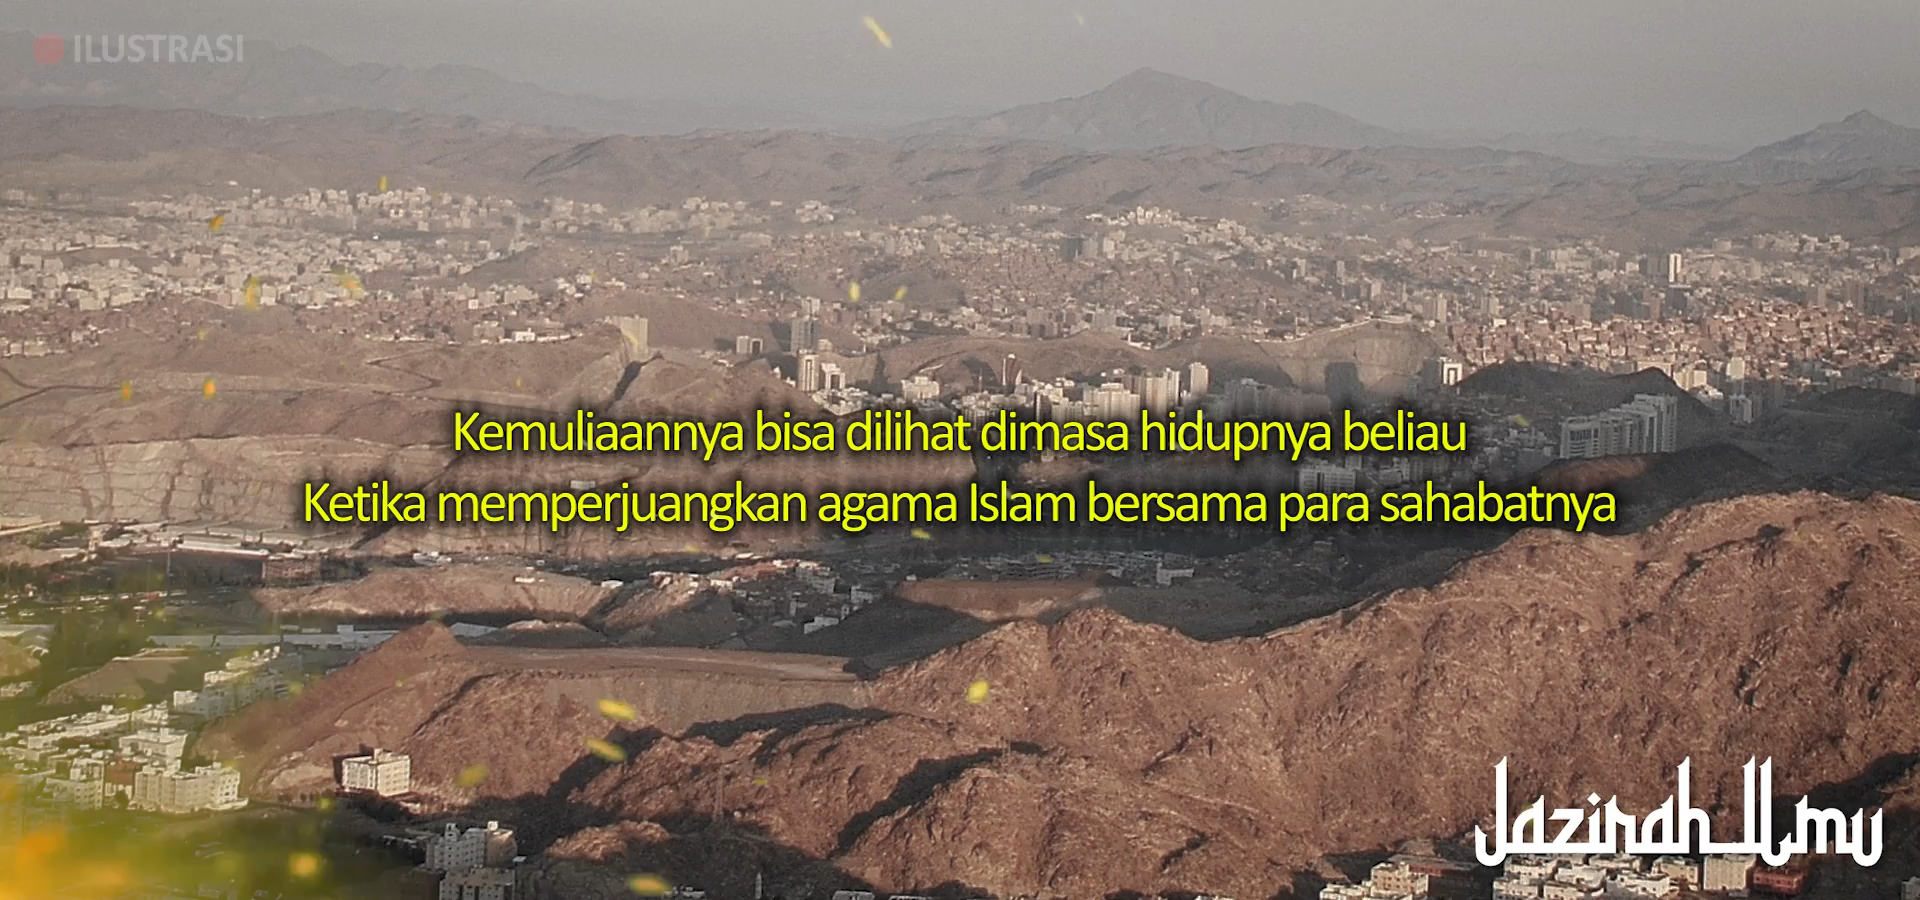 ILUSTRASI
Kemuliaannya bisa dilihat dimasa hidupnya beliau
Ketika memperjuangkan agama Islam bersama para sahabatnya
Jazirah Ilmu